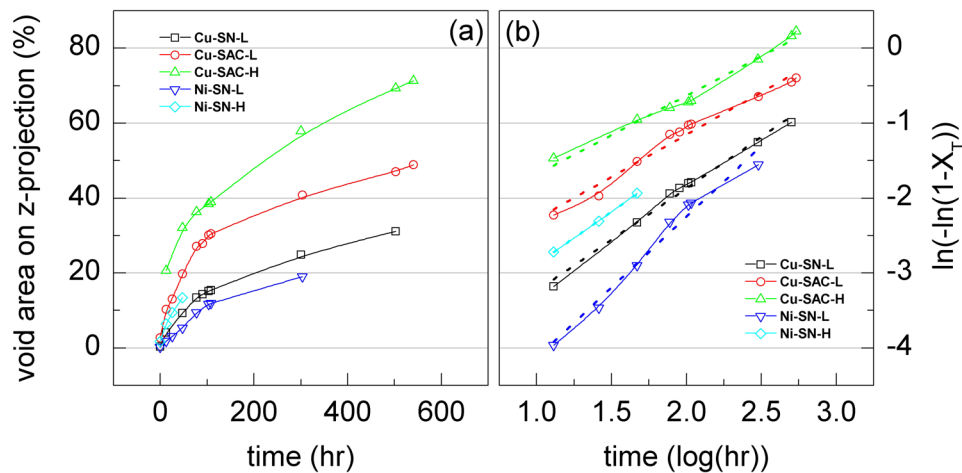 void area on z-projection (%)
80
60
40
20
0
(a)
Cu-SN-L
Cu-SAC-L
Cu-SAC-H
Ni-SN-L
Ni-SN-H
0
200
400
600
time (hr)
(b)
Cu-SN-L
Cu-SAC-L
Cu-SAC-H
Ni-SN-L
Ni-SN-H
1.0
1.5
2.0
2.5
3.0
time (log(hr))
0
-1
-2
-3
-4
ln(-ln(1-X_T))